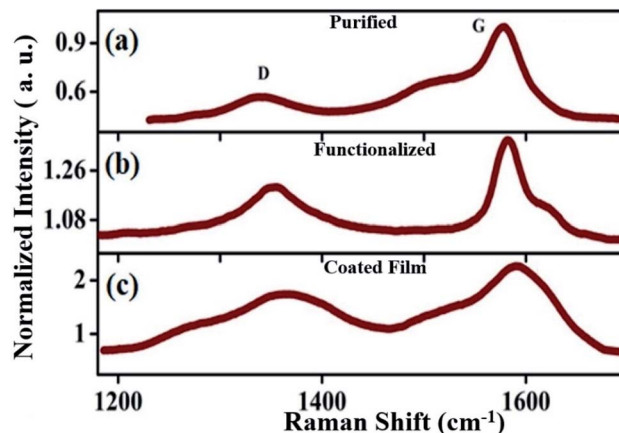 Normalized Intensity ( a. u.)
(a)
Purified
D
G
0.9
0.6
(b)
Functionalized
1.26
1.08
(c)
Coated Film
2
1
1200
1400
1600
Raman Shift (cm⁻¹)